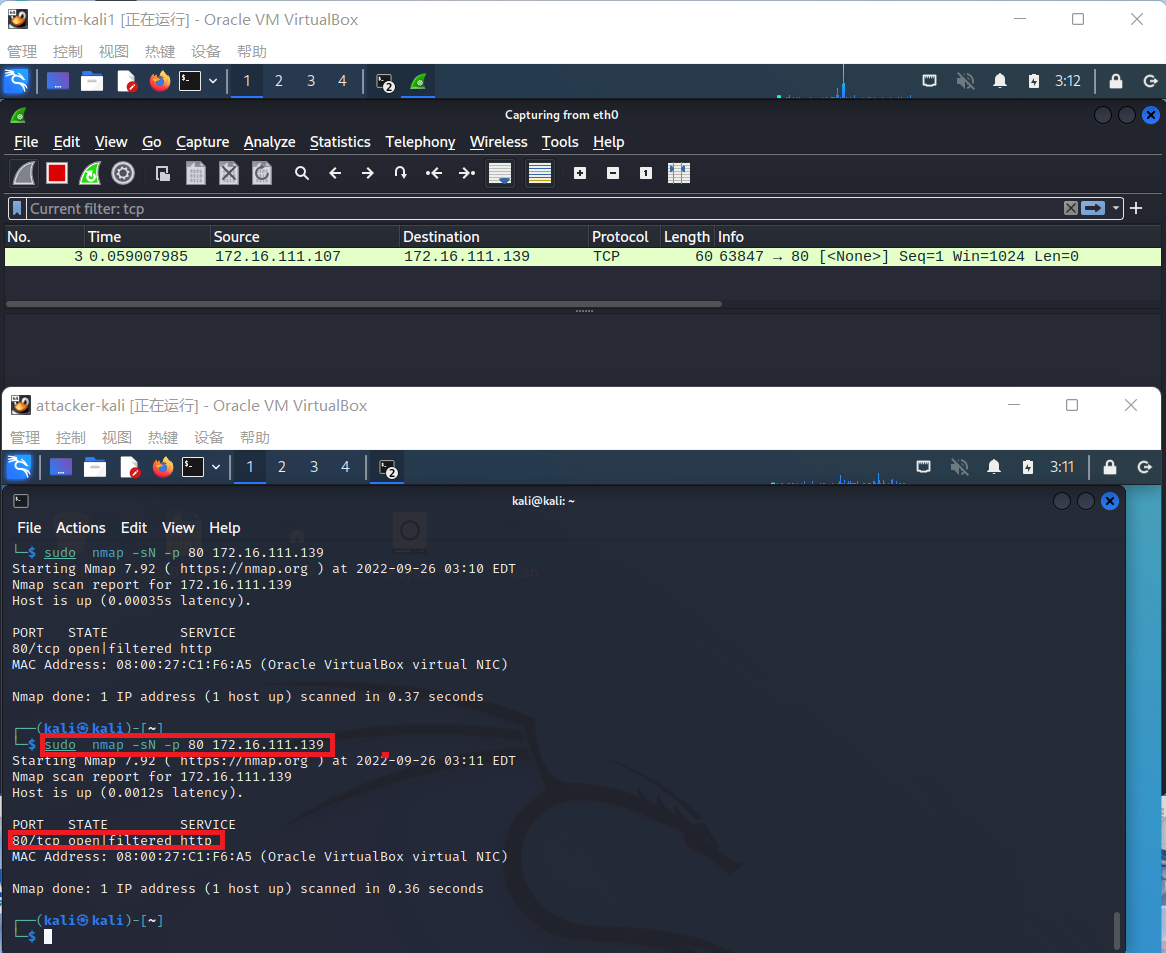 victim-kali1 [正在运行] - Oracle VM VirtualBox
管理 控制 视图 热键 设备 帮助
1 2 3 4 2 3:12
Capturing from eth0
File Edit View Go Capture Analyze Statistics Telephony Wireless Tools Help
Current filter: tcp
No. Time Source Destination Protocol Length Info
3 0.059007985 172.16.111.107 172.16.111.139 TCP 60 63847 → 80 [<None>] Seq=1 Win=1024 Len=0
attacker-kali [正在运行] - Oracle VM VirtualBox
管理 控制 视图 热键 设备 帮助
1 2 3 4 2 3:11
kali@kali: ~
File Actions Edit View Help
└─$ sudo nmap -sN -p 80 172.16.111.139
Starting Nmap 7.92 ( https://nmap.org ) at 2022-09-26 03:10 EDT
Nmap scan report for 172.16.111.139
Host is up (0.00035s latency).
PORT STATE SERVICE
80/tcp open|filtered http
MAC Address: 08:00:27:C1:F6:A5 (Oracle VirtualBox virtual NIC)
Nmap done: 1 IP address (1 host up) scanned in 0.37 seconds
┌──(kali㉿kali)-[~]
└─$ sudo nmap -sN -p 80 172.16.111.139
Starting Nmap 7.92 ( https://nmap.org ) at 2022-09-26 03:11 EDT
Nmap scan report for 172.16.111.139
Host is up (0.0012s latency).
PORT STATE SERVICE
80/tcp open|filtered http
MAC Address: 08:00:27:C1:F6:A5 (Oracle VirtualBox virtual NIC)
Nmap done: 1 IP address (1 host up) scanned in 0.36 seconds
┌──(kali㉿kali)-[~]
└─$